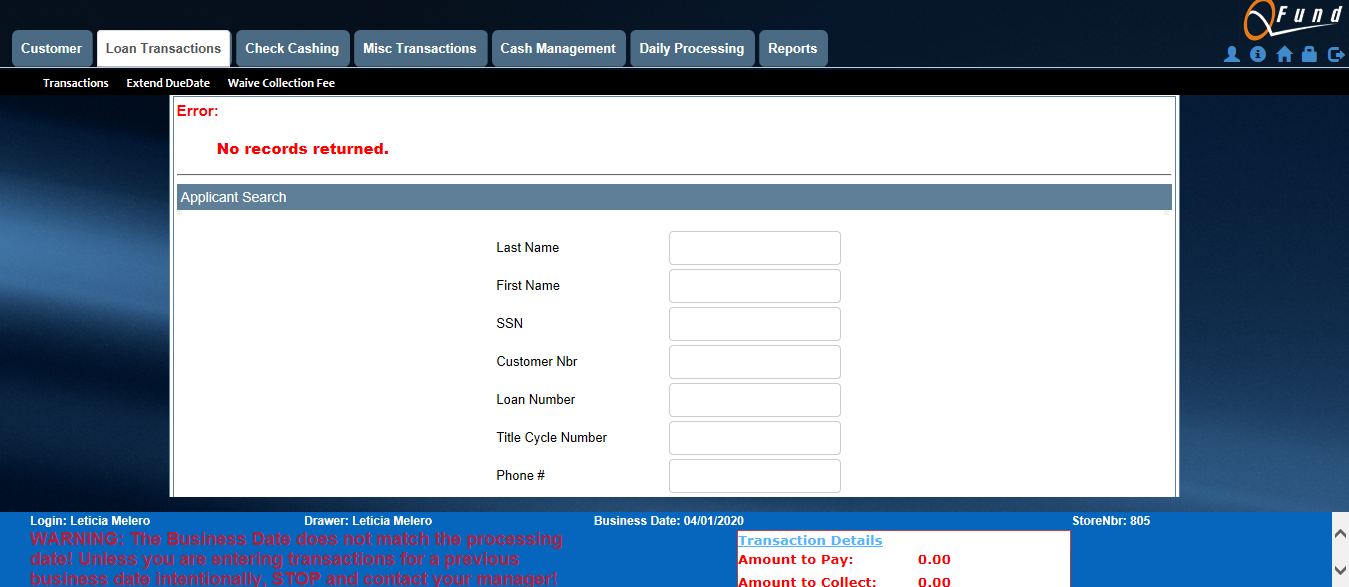 QFund
Customer
Loan Transactions
Check Cashing
Misc Transactions
Cash Management
Daily Processing
Reports
Transactions
Extend DueDate
Waive Collection Fee
Error:
No records returned.
Applicant Search
Last Name
First Name
SSN
Customer Nbr
Loan Number
Title Cycle Number
Phone #
Login: Leticia Melero
Drawer: Leticia Melero
Business Date: 04/01/2020
StoreNbr: 805
WARNING: The Business Date does not match the processing
date! Unless you are entering transactions for a previous
business date intentionally, STOP and contact your manager!
Transaction Details
Amount to Pay: 0.00
Amount to Collect: 0.00